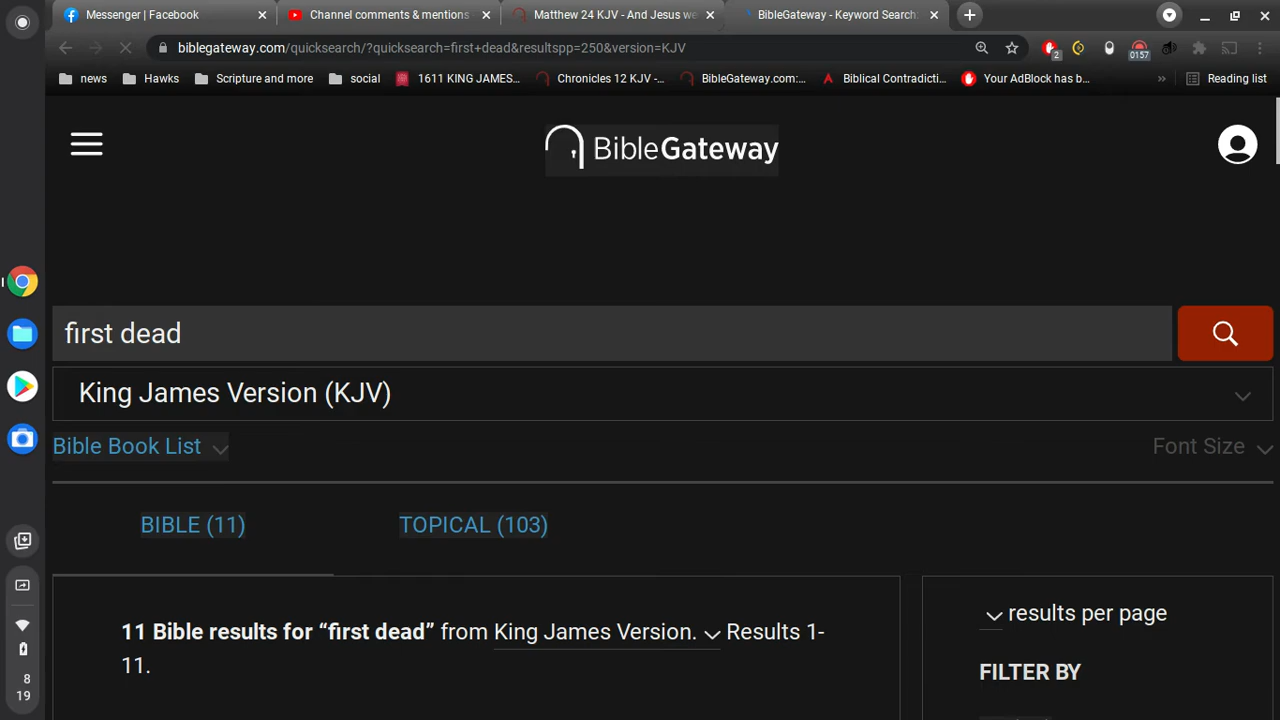 Messenger | Facebook
Channel comments & mentions
Matthew 24 KJV - And Jesus we
BibleGateway - Keyword Search:
biblegateway.com/quicksearch/?quicksearch=first+dead&resultspp=250&version=KJV
2
0157
news
Hawks
Scripture and more
social
1611 KING JAMES...
Chronicles 12 KJV -...
BibleGateway.com:...
Biblical Contradicti...
Your AdBlock has b...
»
Reading list
BibleGateway
first dead
King James Version (KJV)
Bible Book List
Font Size
BIBLE (11)
TOPICAL (103)
11 Bible results for “first dead” from King James Version. Results 1-
11.
results per page
FILTER BY
8
19